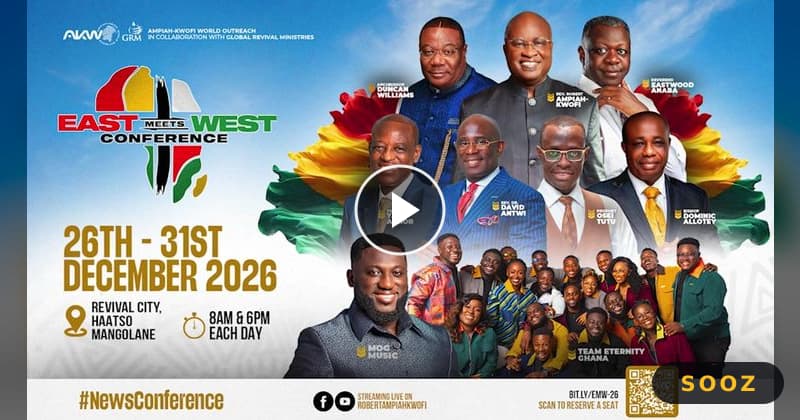 AKWO
GRM
AMPIAH-KWOFI WORLD OUTREACH
IN COLLABORATION WITH GLOBAL REVIVAL MINISTRIES
EAST MEETS WEST
CONFERENCE
26TH - 31ST
DECEMBER 2026
REVIVAL CITY,
HAATSO
MANGOLANE
8AM & 6PM
EACH DAY
ARCHBISHOP
DUNCAN
WILLIAMS
REV. ROBERT
AMPIAH-
KWOFI
REVEREND
EASTWOOD
ANABA
REV. DR.
DAVID
ANTWI
PROPHET
OSEI
TUTU
BISHOP
DOMINIC
ALLOTEY
MOG
MUSIC
TEAM ETERNITY
GHANA
#NewsConference
STREAMING LIVE ON
ROBERTAMPIAHKWOFI
BIT.LY/EMW-26
SCAN TO RESERVE A SEAT
SOOZ